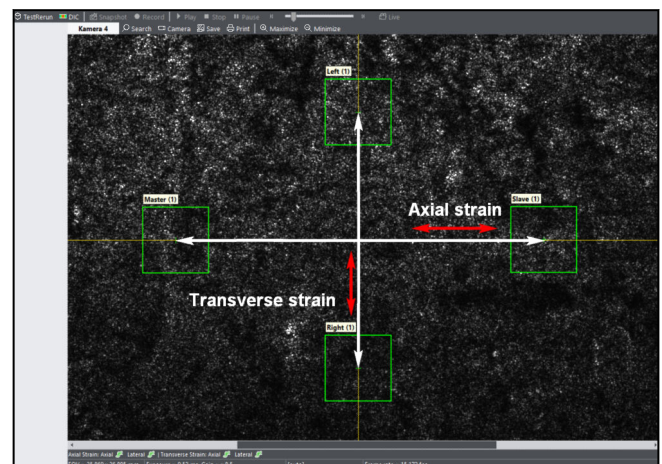 TestRerun DIC Snapshot Record Play Stop Pause Live
Kamera 4 Search Camera Save Print Maximize Minimize
Left (1)
Master (1)
Slave (1)
Axial strain
Transverse strain
Right (1)
Axial Strain: Axial Lateral | Transverse Strain: Axial Lateral